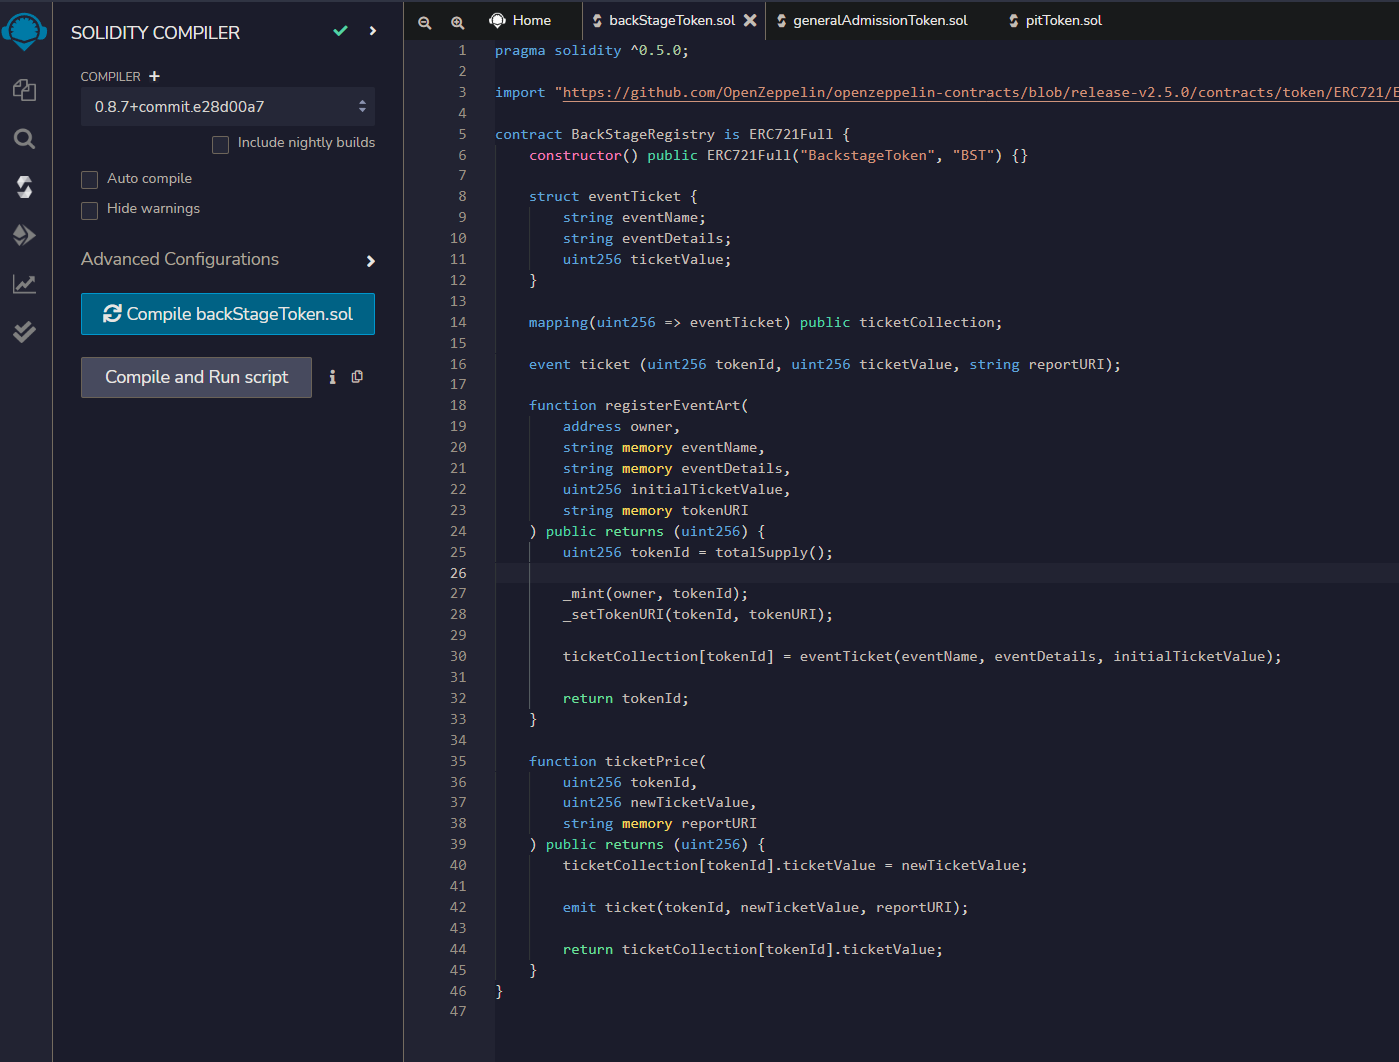 SOLIDITY COMPILER
COMPILER
0.8.7+commit.e28d00a7
Include nightly builds
Auto compile
Hide warnings
Advanced Configurations
Compile backStageToken.sol
Compile and Run script
Home
backStageToken.sol
generalAdmissionToken.sol
pitToken.sol
1 pragma solidity ^0.5.0;
2
3 import "https://github.com/OpenZeppelin/openzeppelin-contracts/blob/release-v2.5.0/contracts/token/ERC721/E
4
5 contract BackStageRegistry is ERC721Full {
6     constructor() public ERC721Full("BackstageToken", "BST") {}
7
8     struct eventTicket {
9         string eventName;
10         string eventDetails;
11         uint256 ticketValue;
12     }
13
14     mapping(uint256 => eventTicket) public ticketCollection;
15
16     event ticket (uint256 tokenId, uint256 ticketValue, string reportURI);
17
18     function registerEventArt(
19         address owner,
20         string memory eventName,
21         string memory eventDetails,
22         uint256 initialTicketValue,
23         string memory tokenURI
24     ) public returns (uint256) {
25         uint256 tokenId = totalSupply();
26
27         _mint(owner, tokenId);
28         _setTokenURI(tokenId, tokenURI);
29
30         ticketCollection[tokenId] = eventTicket(eventName, eventDetails, initialTicketValue);
31
32         return tokenId;
33     }
34
35     function ticketPrice(
36         uint256 tokenId,
37         uint256 newTicketValue,
38         string memory reportURI
39     ) public returns (uint256) {
40         ticketCollection[tokenId].ticketValue = newTicketValue;
41
42         emit ticket(tokenId, newTicketValue, reportURI);
43
44         return ticketCollection[tokenId].ticketValue;
45     }
46 }
47